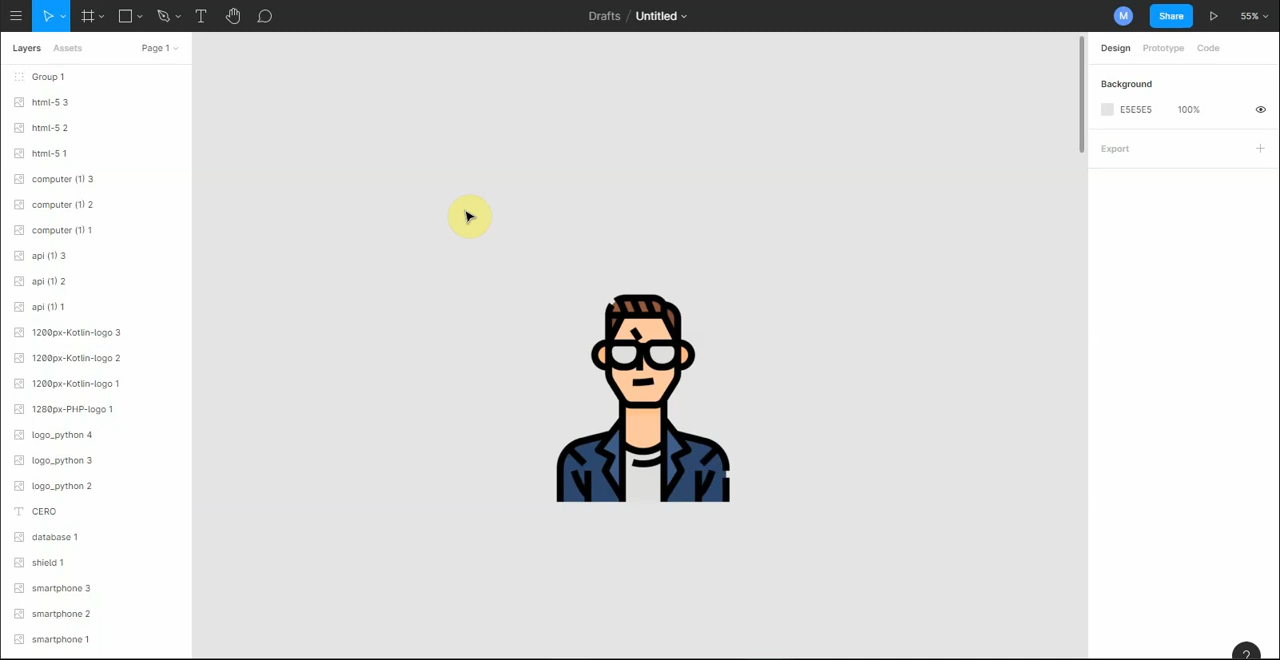 T
Drafts / Untitled
M
Share
55%
Layers
Assets
Page 1
Design
Prototype
Code
Group 1
html-5 3
html-5 2
html-5 1
computer (1) 3
computer (1) 2
computer (1) 1
api (1) 3
api (1) 2
api (1) 1
1200px-Kotlin-logo 3
1200px-Kotlin-logo 2
1200px-Kotlin-logo 1
1280px-PHP-logo 1
logo_python 4
logo_python 3
logo_python 2
T CERO
database 1
shield 1
smartphone 3
smartphone 2
smartphone 1
Background
E5E5E5 100%
Export
?